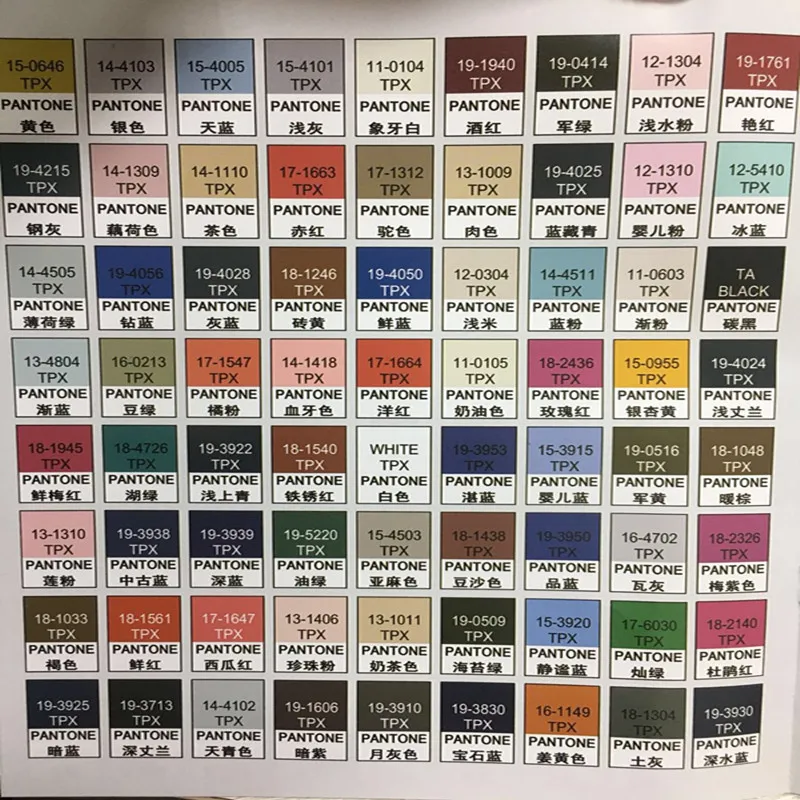 15-0646 14-4103 15-4005 15-4101 11-0104 19-1940 19-0414 12-1304 19-1761
TPX TPX TPX TPX TPX TPX TPX TPX TPX
PANTONE PANTONE PANTONE PANTONE PANTONE PANTONE PANTONE PANTONE PANTONE
黄色 银色 天蓝 浅灰 象牙白 酒红 军绿 浅水粉 艳红
19-4215 14-1309 14-1110 17-1663 17-1312 13-1009 19-4025 12-1310 12-5410
TPX TPX TPX TPX TPX TPX TPX TPX TPX
PANTONE PANTONE PANTONE PANTONE PANTONE PANTONE PANTONE PANTONE PANTONE
钢灰 藕荷色 茶色 赤红 驼色 肉色 蓝藏青 婴儿粉 冰蓝
14-4505 19-4056 19-4028 18-1246 19-4050 12-0304 14-4511 11-0603 TA
TPX TPX TPX TPX TPX TPX TPX TPX BLACK
PANTONE PANTONE PANTONE PANTONE PANTONE PANTONE PANTONE PANTONE PANTONE
薄荷绿 钻蓝 灰蓝 砖黄 鲜蓝 浅米 蓝粉 渐粉 碳黑
13-4804 16-0213 17-1547 14-1418 17-1664 11-0105 18-2436 15-0955 19-4024
TPX TPX TPX TPX TPX TPX TPX TPX TPX
PANTONE PANTONE PANTONE PANTONE PANTONE PANTONE PANTONE PANTONE PANTONE
渐蓝 豆绿 橘粉 血牙色 洋红 奶油色 玫瑰红 银杏黄 浅丈兰
18-1945 18-4726 19-3922 18-1540 WHITE 19-3953 15-3915 19-0516 18-1048
TPX TPX TPX TPX TPX TPX TPX TPX TPX
PANTONE PANTONE PANTONE PANTONE PANTONE PANTONE PANTONE PANTONE PANTONE
鲜梅红 湖绿 浅上青 铁锈红 白色 湛蓝 婴儿蓝 军黄 暖棕
13-1310 19-3938 19-3939 19-5220 15-4503 18-1438 19-3950 16-4702 18-2326
TPX TPX TPX TPX TPX TPX TPX TPX TPX
PANTONE PANTONE PANTONE PANTONE PANTONE PANTONE PANTONE PANTONE PANTONE
莲粉 中古蓝 深蓝 油绿 亚麻色 豆沙色 品蓝 瓦灰 梅紫色
18-1033 18-1561 17-1647 13-1406 13-1011 19-0509 15-3920 17-6030 18-2140
TPX TPX TPX TPX TPX TPX TPX TPX TPX
PANTONE PANTONE PANTONE PANTONE PANTONE PANTONE PANTONE PANTONE PANTONE
褐色 鲜红 西瓜红 珍珠粉 奶茶色 海苔绿 静谧蓝 灿绿 杜鹃红
19-3925 19-3713 14-4102 19-1606 19-3910 19-3830 16-1149 18-1304 19-3930
TPX TPX TPX TPX TPX TPX TPX TPX TPX
PANTONE PANTONE PANTONE PANTONE PANTONE PANTONE PANTONE PANTONE PANTONE
暗蓝 深丈兰 天青色 暗紫 月灰色 宝石蓝 姜黄色 土灰 深水蓝